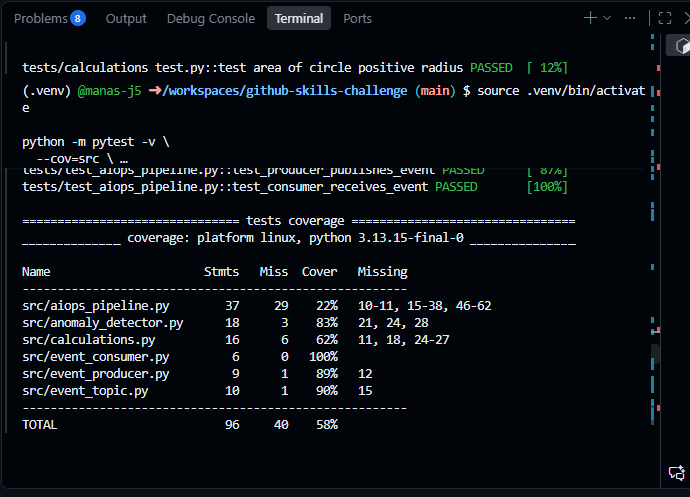 Problems 8 Output Debug Console Terminal Ports
tests/calculations test.py::test area of circle positive radius PASSED [ 12%]
(.venv) @manas-j5 ➜/workspaces/github-skills-challenge (main) $ source .venv/bin/activat
e
python -m pytest -v \
--cov=src \ …
tests/test_aiops_pipeline.py::test_producer_publishes_event PASSED [ 87%]
tests/test_aiops_pipeline.py::test_consumer_receives_event PASSED [100%]
=============================== tests coverage ================================
______________ coverage: platform linux, python 3.13.15-final-0 _______________
Name Stmts Miss Cover Missing
-------------------------------------------------------
src/aiops_pipeline.py 37 29 22% 10-11, 15-38, 46-62
src/anomaly_detector.py 18 3 83% 21, 24, 28
src/calculations.py 16 6 62% 11, 18, 24-27
src/event_consumer.py 6 0 100%
src/event_producer.py 9 1 89% 12
src/event_topic.py 10 1 90% 15
-------------------------------------------------------
TOTAL 96 40 58%